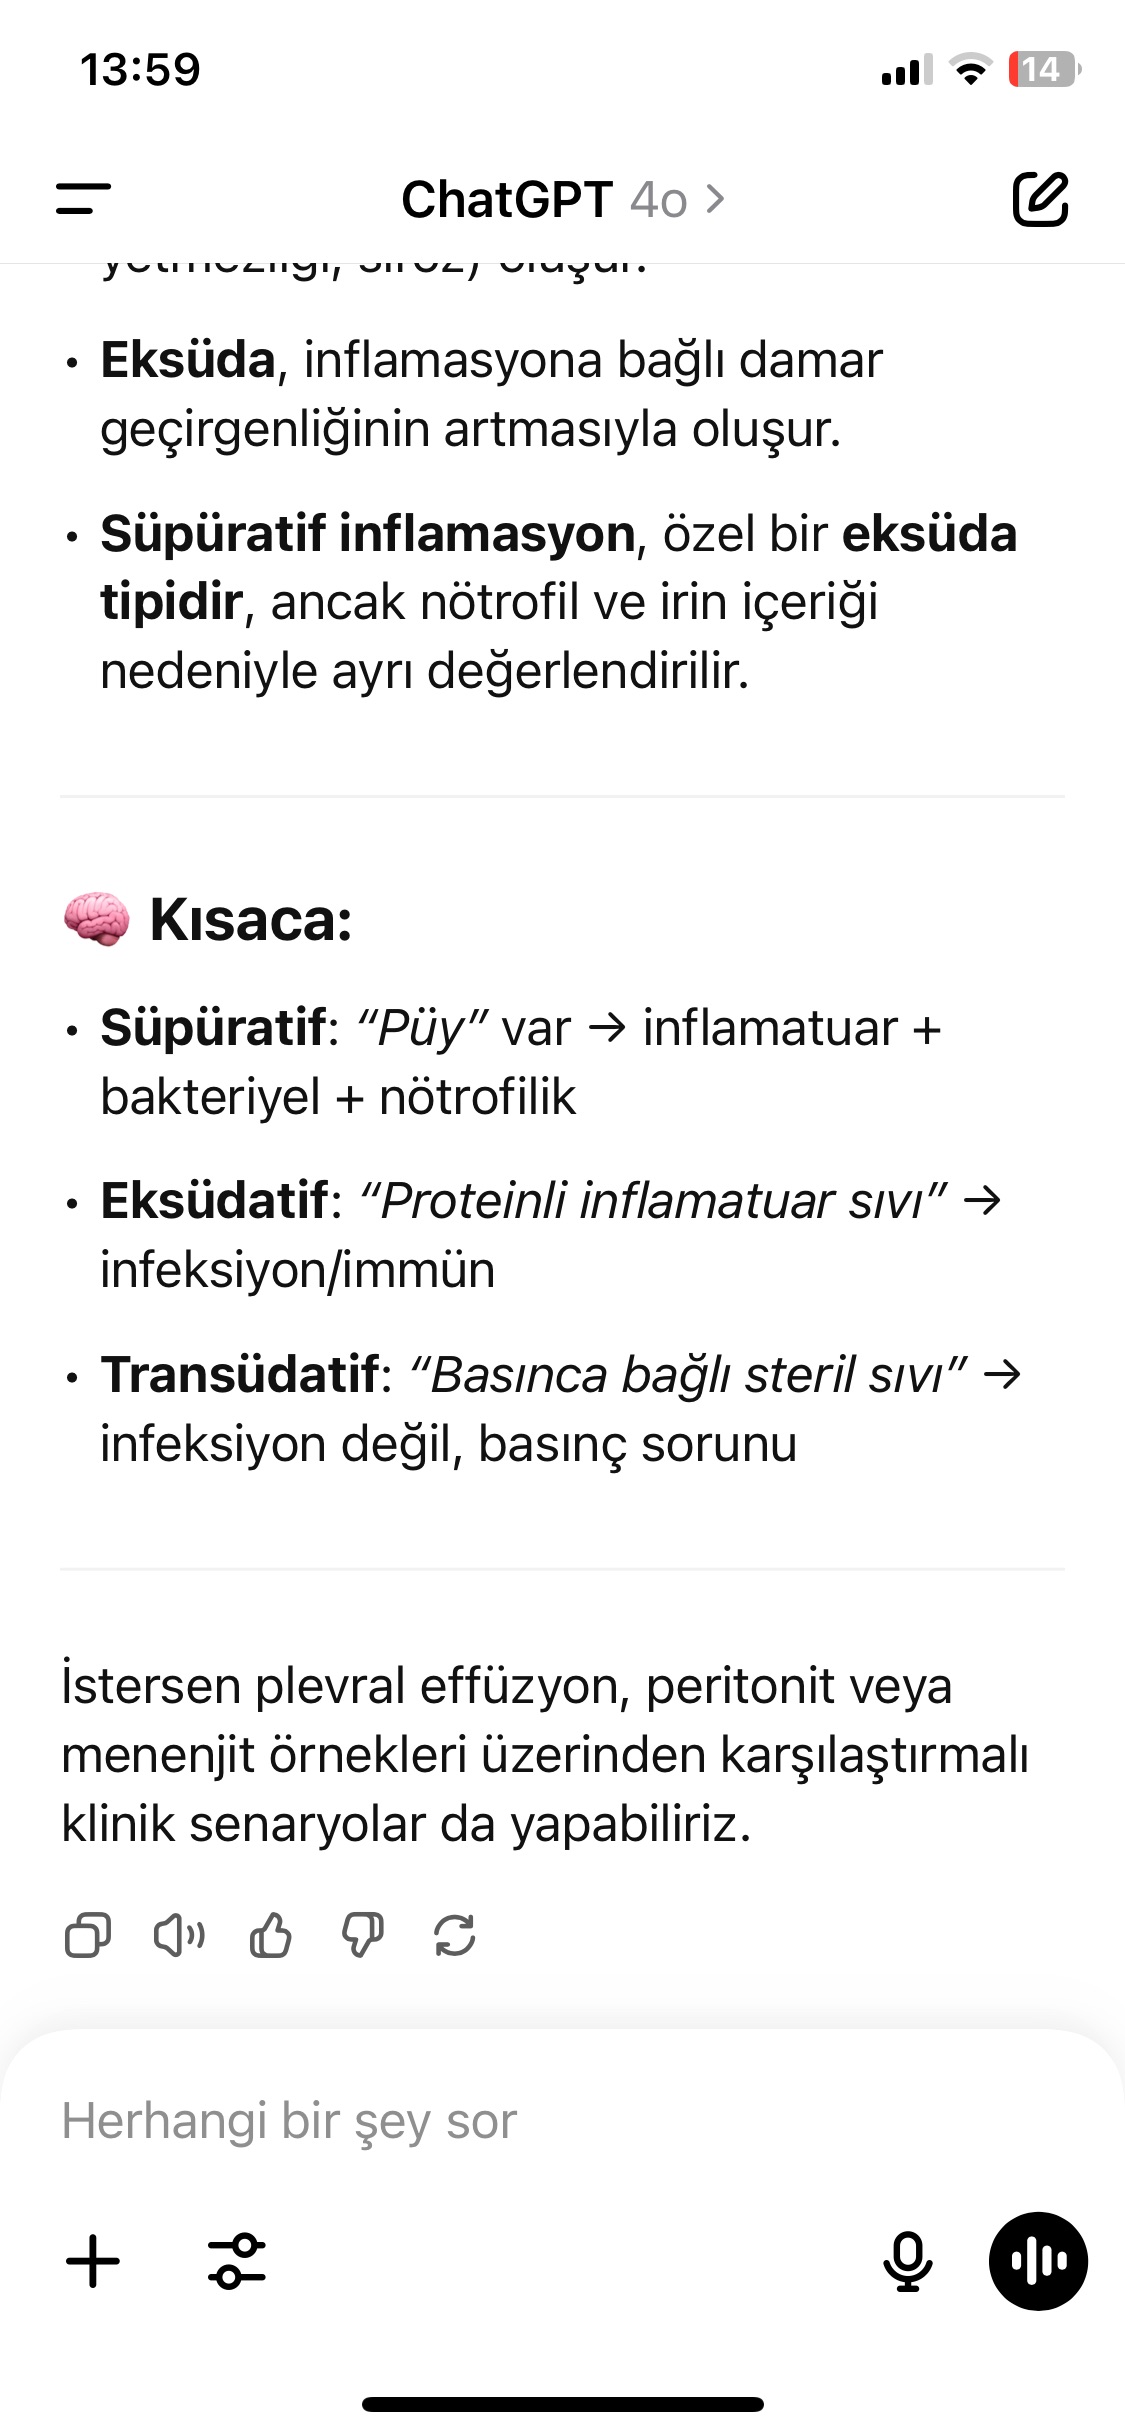 13:59
14
ChatGPT 4o >
yetmezliği, siroz) oluşur.
• Eksüda, inflamasyona bağlı damar
geçirgenliğinin artmasıyla oluşur.
• Süpüratif inflamasyon, özel bir eksüda
tipidir, ancak nötrofil ve irin içeriği
nedeniyle ayrı değerlendirilir.
🧠 Kısaca:
• Süpüratif: “Püy” var → inflamatuar +
bakteriyel + nötrofilik
• Eksüdatif: “Proteinli inflamatuar sıvı” →
infeksiyon/immün
• Transüdatif: “Basınca bağlı steril sıvı” →
infeksiyon değil, basınç sorunu
İstersen plevral effüzyon, peritonit veya
menenjit örnekleri üzerinden karşılaştırmalı
klinik senaryolar da yapabiliriz.
Herhangi bir şey sor